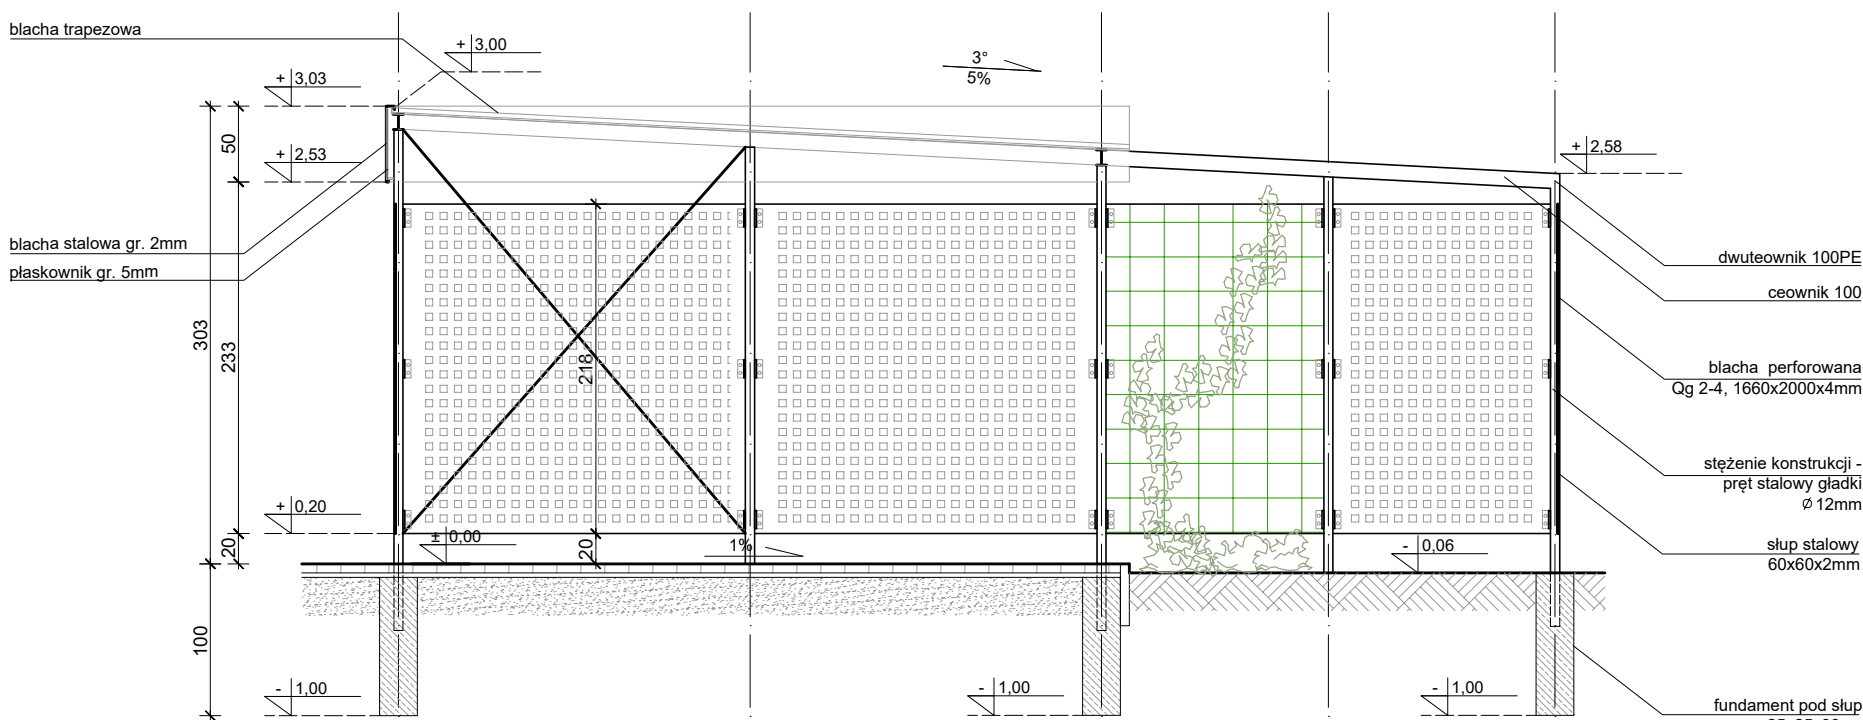 blacha trapezowa
+ 3,00
+ 3,03
3°
5%
50
+ 2,53
+ 2,58
blacha stalowa gr. 2mm
płaskownik gr. 5mm
dwuteownik 100PE
ceownik 100
303
233
218
blacha perforowana
Qg 2-4, 1660x2000x4mm
stężenie konstrukcji -
pręt stalowy gładki
Ø 12mm
+ 0,20
± 0,00
20
20
1%
- 0,06
słup stalowy
60x60x2mm
100
- 1,00
- 1,00
- 1,00
fundament pod słup